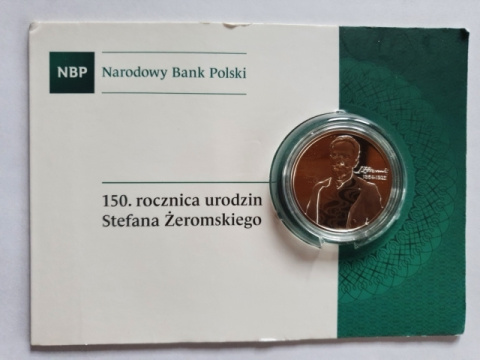 NBP
Narodowy Bank Polski
150. rocznica urodzin
Stefana Żeromskiego